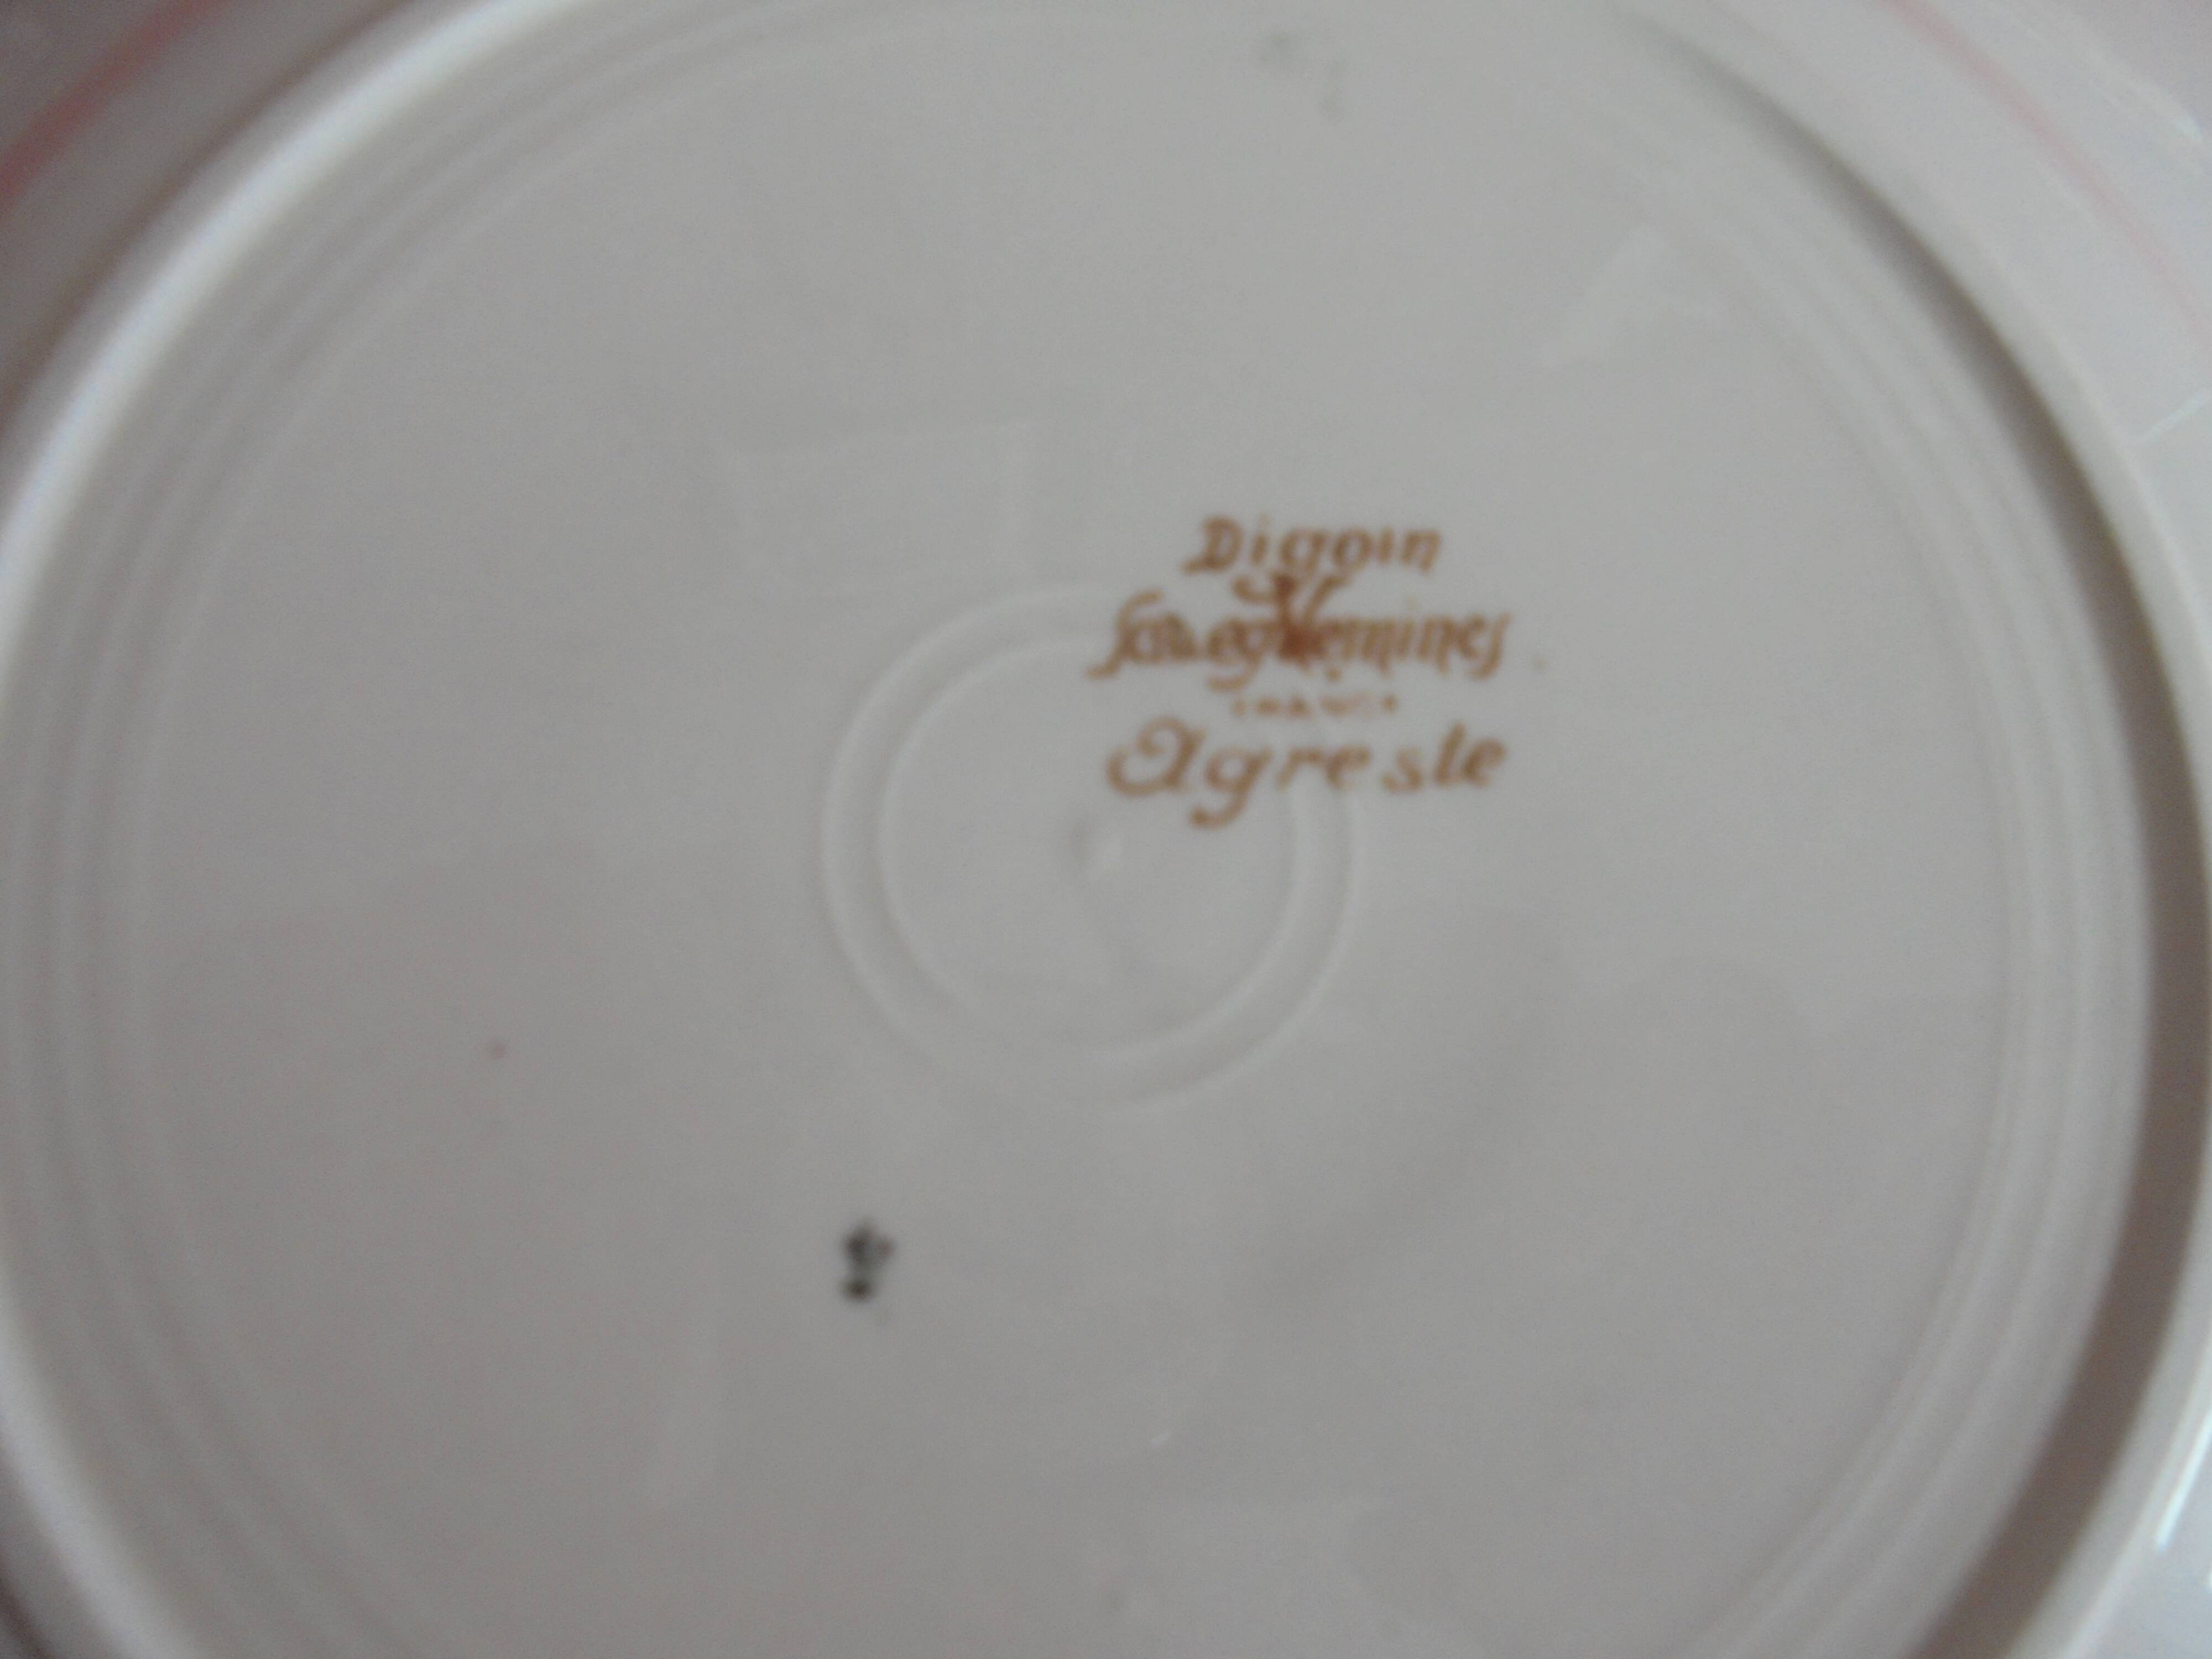 Digoin
Sarreguemines
FRANCE
Agreste